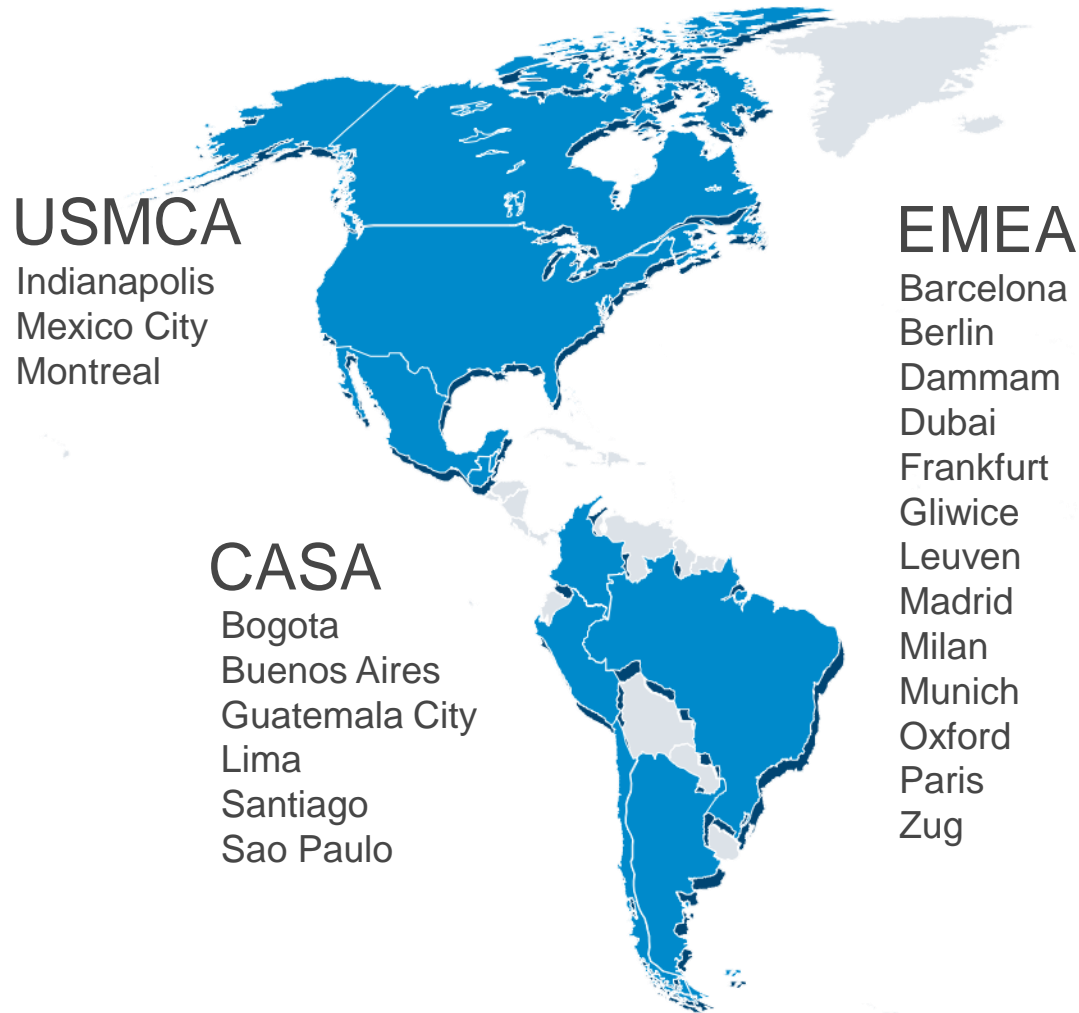 USMCA
Indianapolis
Mexico City
Montreal
CASA
Bogota
Buenos Aires
Guatemala City
Lima
Santiago
Sao Paulo
EMEA
Barcelona
Berlin
Dammam
Dubai
Frankfurt
Gliwice
Leuven
Madrid
Milan
Munich
Oxford
Paris
Zug